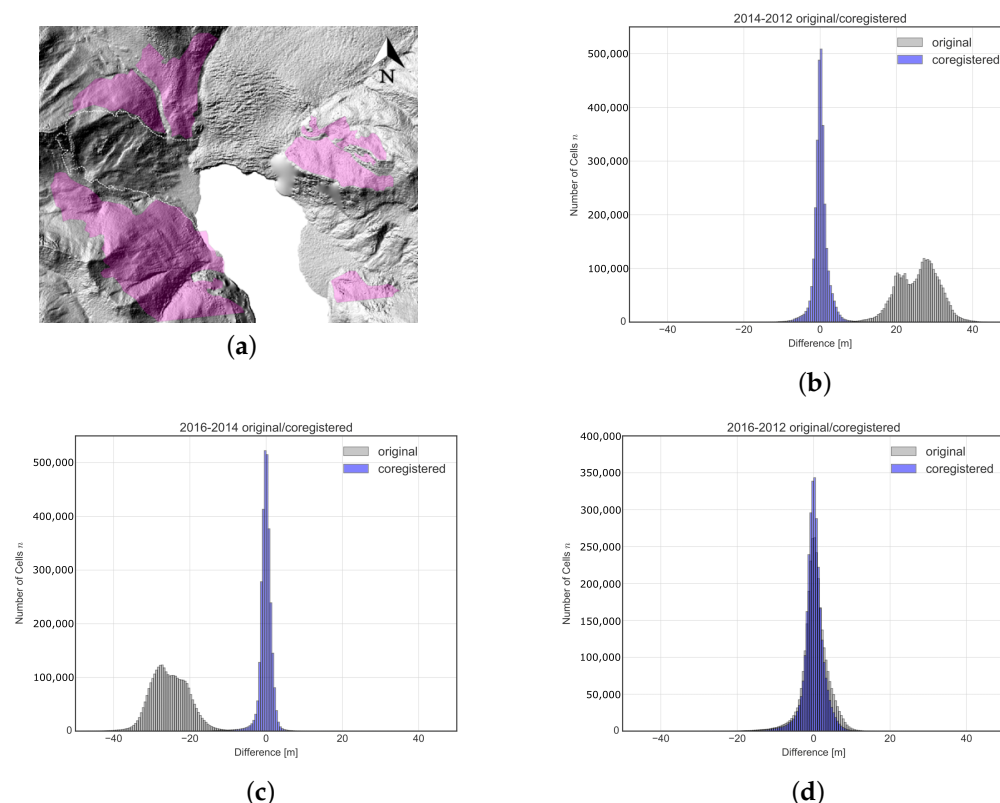 N
(a)
2014-2012 original/coregistered
original
coregistered
500,000
400,000
300,000
200,000
100,000
0
Number of Cells n
−40
−20
0
20
40
Difference [m]
(b)
2016-2014 original/coregistered
original
coregistered
500,000
400,000
300,000
200,000
100,000
0
Number of Cells n
−40
−20
0
20
40
Difference [m]
(c)
2016-2012 original/coregistered
original
coregistered
400,000
350,000
300,000
250,000
200,000
150,000
100,000
50,000
0
Number of Cells n
−40
−20
0
20
40
Difference [m]
(d)